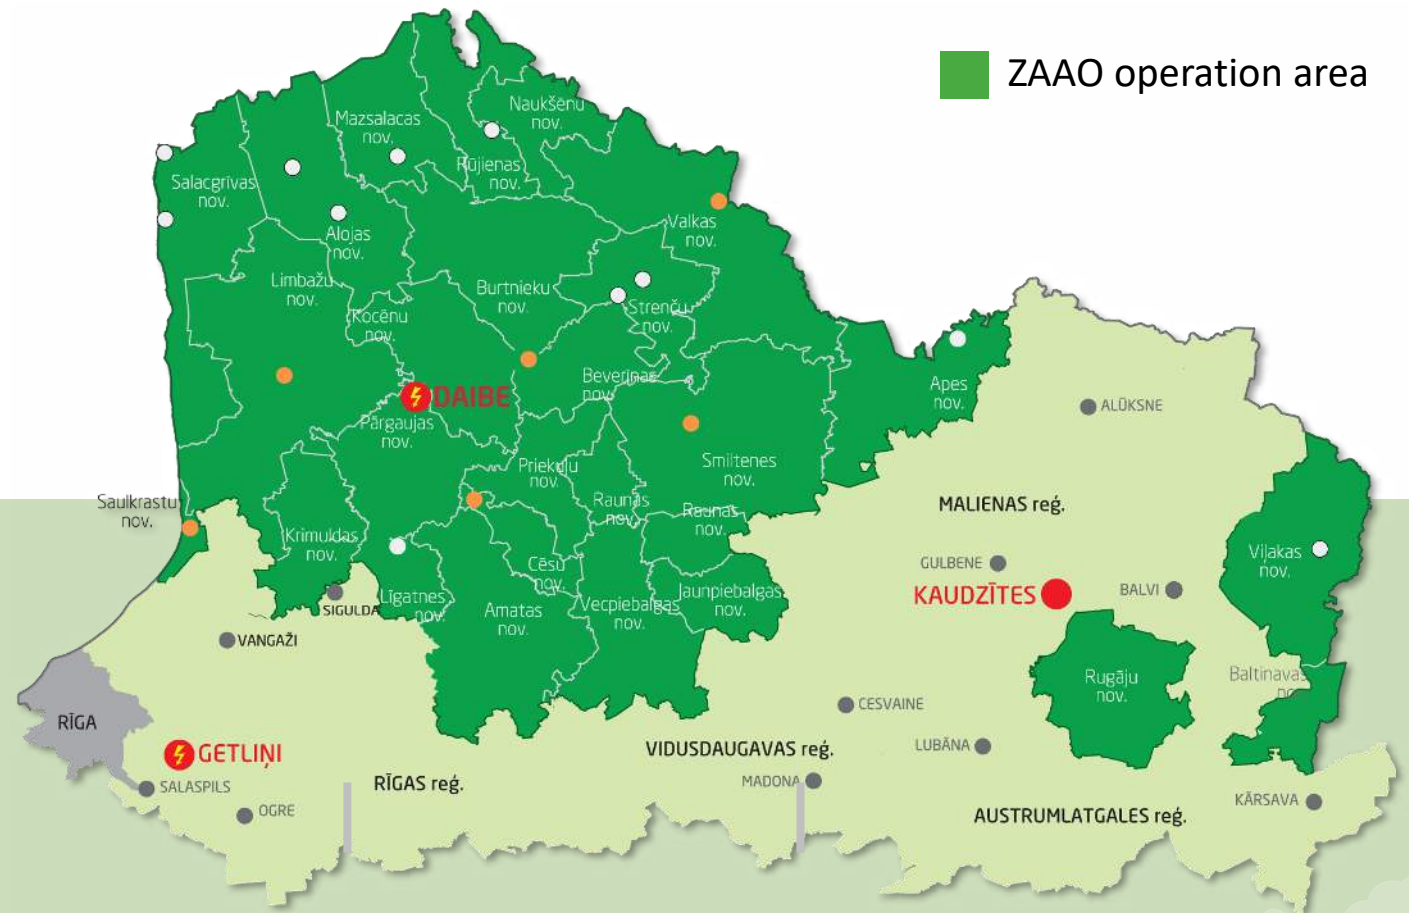 ZAAO operation area
Naukšēnu
nov.
Mazsalacas
nov.
Rūjienas
nov.
Salacgrīvas
nov.
Alojas
nov.
Valkas
nov.
Limbažu
nov.
Burtnieku
nov.
Kocēnu
nov.
Strenču
nov.
Beverīnas
nov.
Apes
nov.
DAIBE
ALŪKSNE
Pārgaujas
nov.
Priekuļu
nov.
Smiltenes
nov.
Saulkrastu
nov.
Raunas
nov.
Raunas
nov.
MALIENAS reģ.
Krimuldas
nov.
Cēsu
nov.
GULBENE
Viļakas
nov.
KAUDZĪTES
BALVI
SIGULDA
Līgatnes
nov.
Amatas
nov.
Vecpiebalgas
nov.
Jaunpiebalgas
nov.
VANGAŽI
Rugāju
nov.
Baltinavas
RĪGA
CESVAINE
GETLIŅI
VIDUSDAUGAVAS reģ.
LUBĀNA
RĪGAS reģ.
MADONA
SALASPILS
OGRE
AUSTRUMLATGALES reģ.
KĀRSAVA